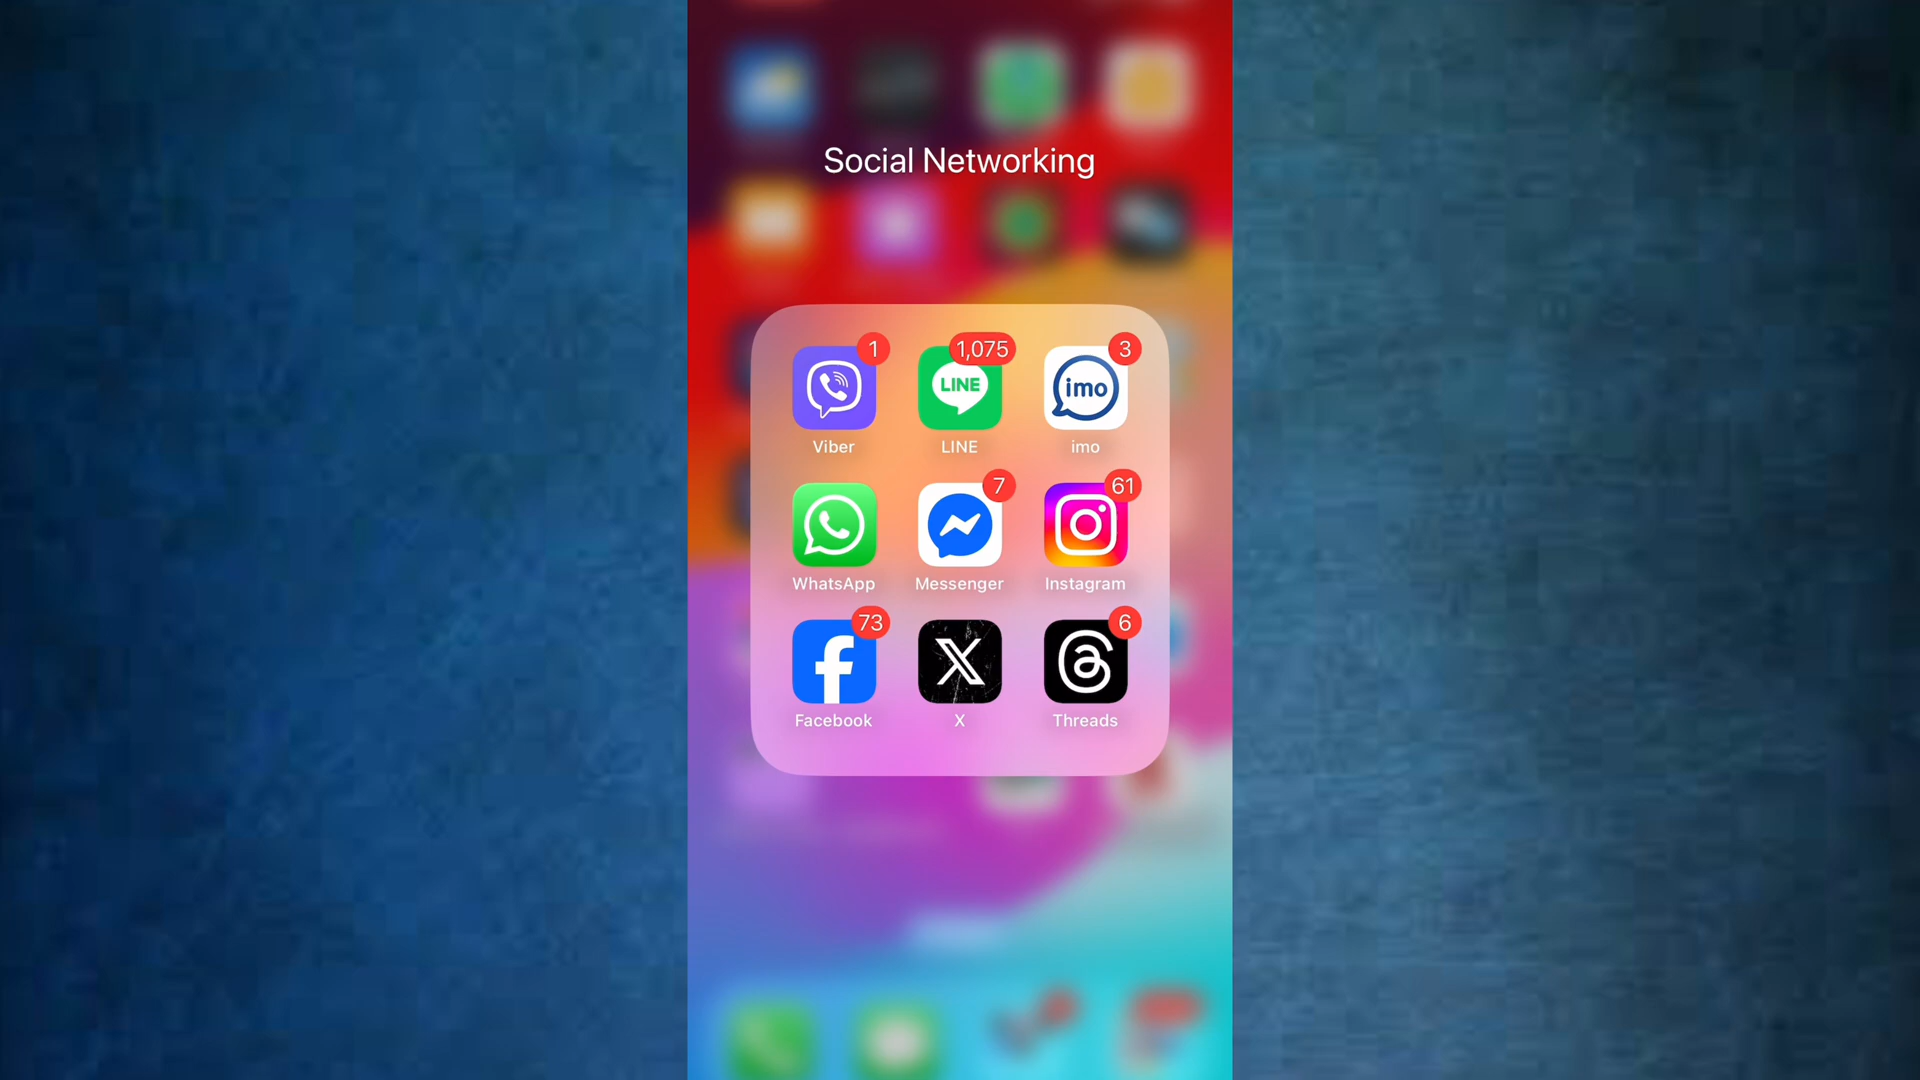 Social Networking
1 1,075 3
LINE imo
Viber LINE imo
7 61
WhatsApp Messenger Instagram
73 6
Facebook X Threads